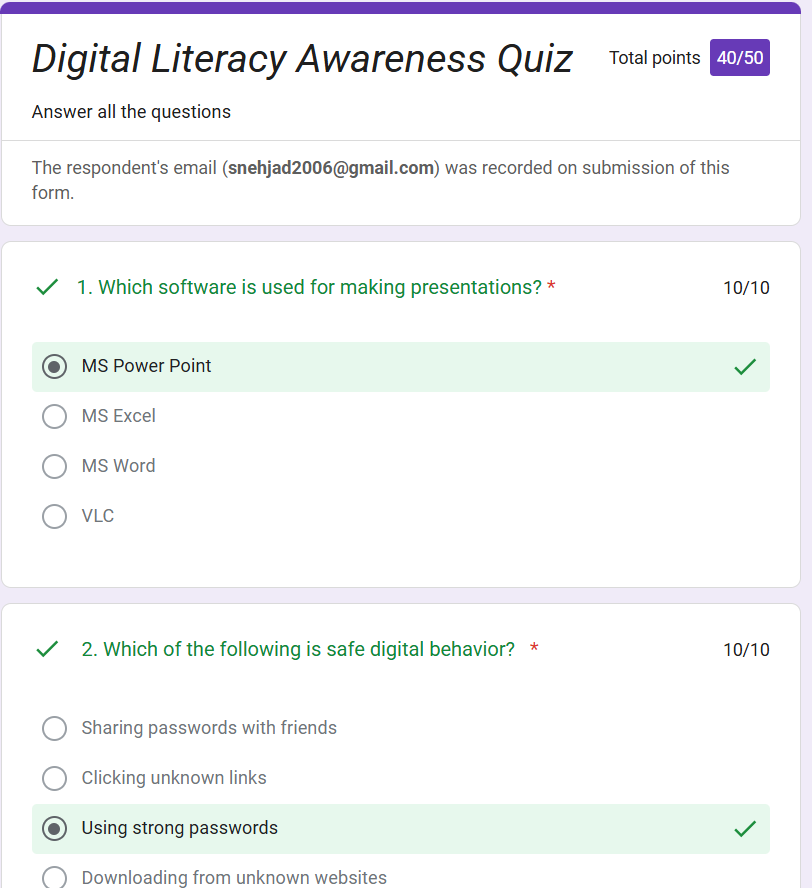 Digital Literacy Awareness Quiz
Total points 40/50
Answer all the questions
The respondent's email (snehjad2006@gmail.com) was recorded on submission of this
form.
1. Which software is used for making presentations? *
10/10
MS Power Point
MS Excel
MS Word
VLC
2. Which of the following is safe digital behavior? *
10/10
Sharing passwords with friends
Clicking unknown links
Using strong passwords
Downloading from unknown websites